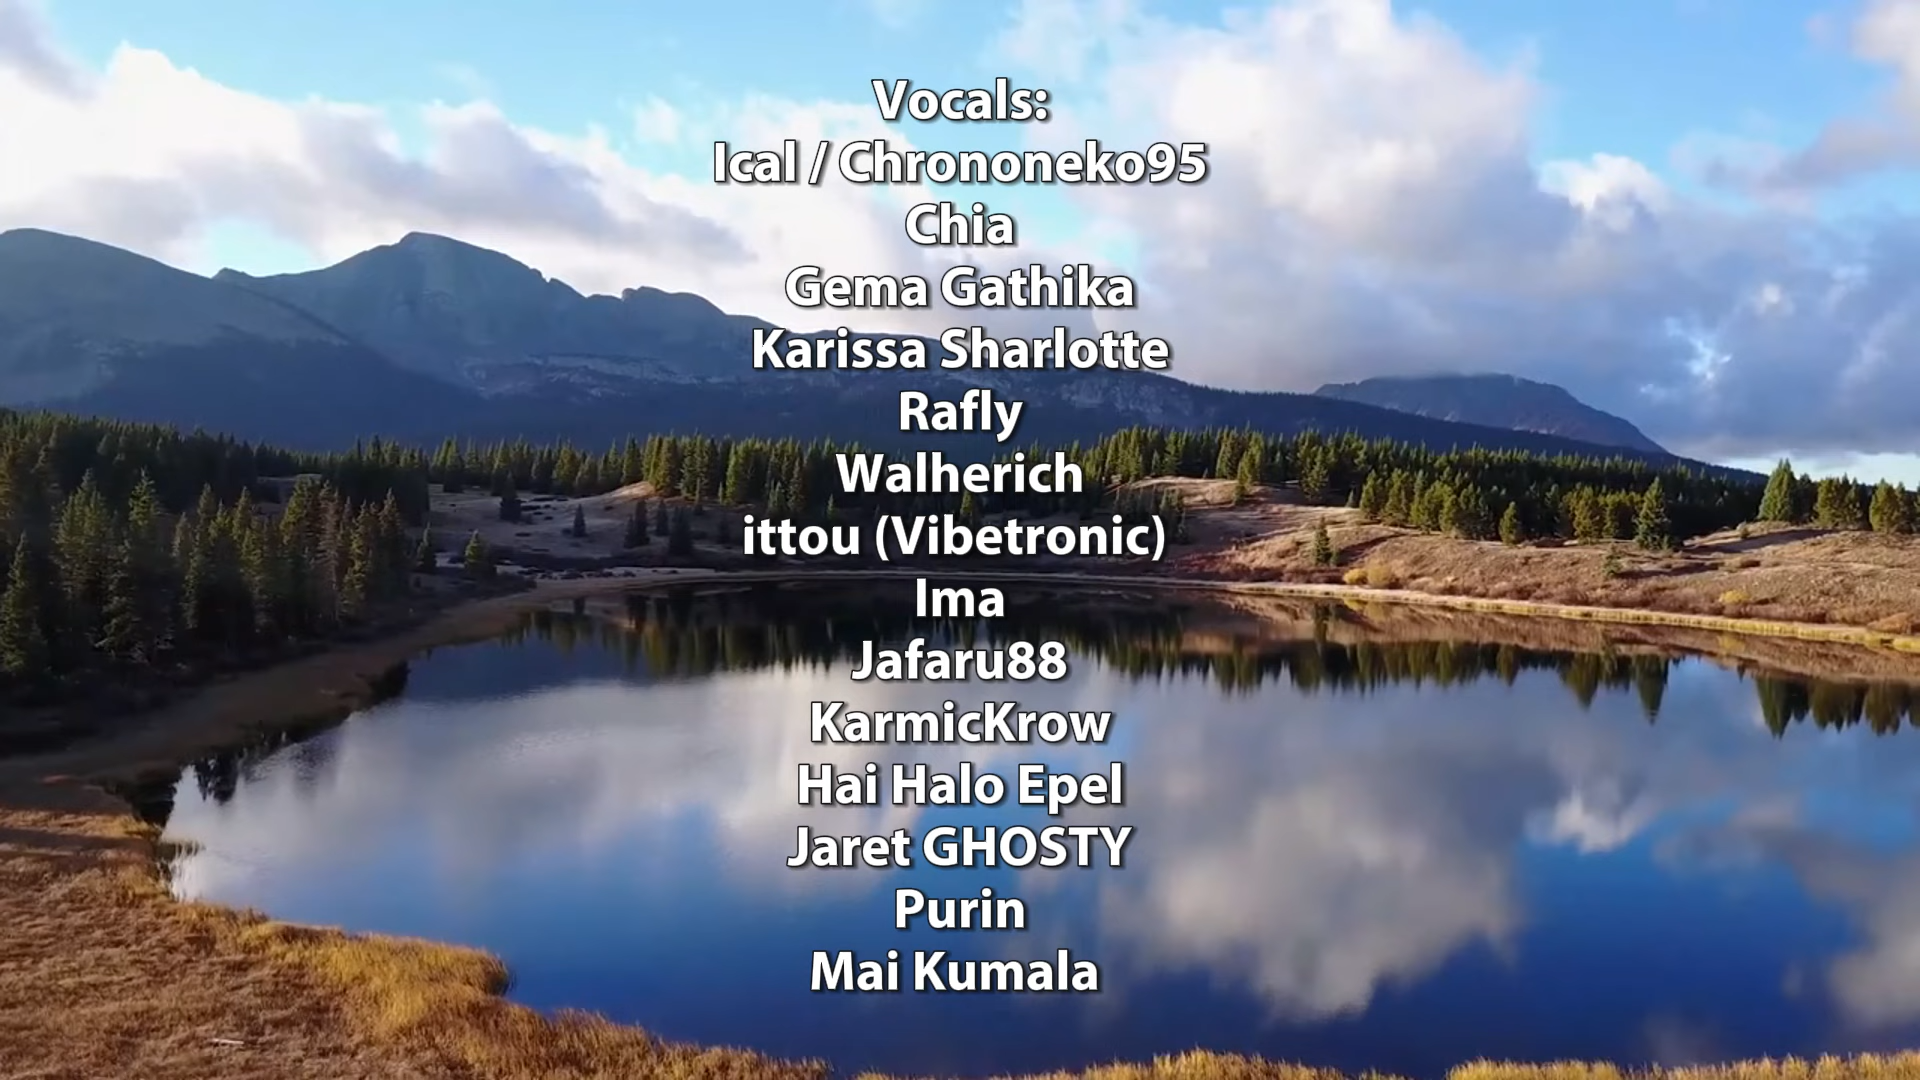 Vocals:
Ical / Chrononeko95
Chia
Gema Gathika
Karissa Sharlotte
Rafly
Walherich
ittou (Vibetronic)
Ima
Jafaru88
KarmicKrow
Hai Halo Epel
Jaret GHOSTY
Purin
Mai Kumala